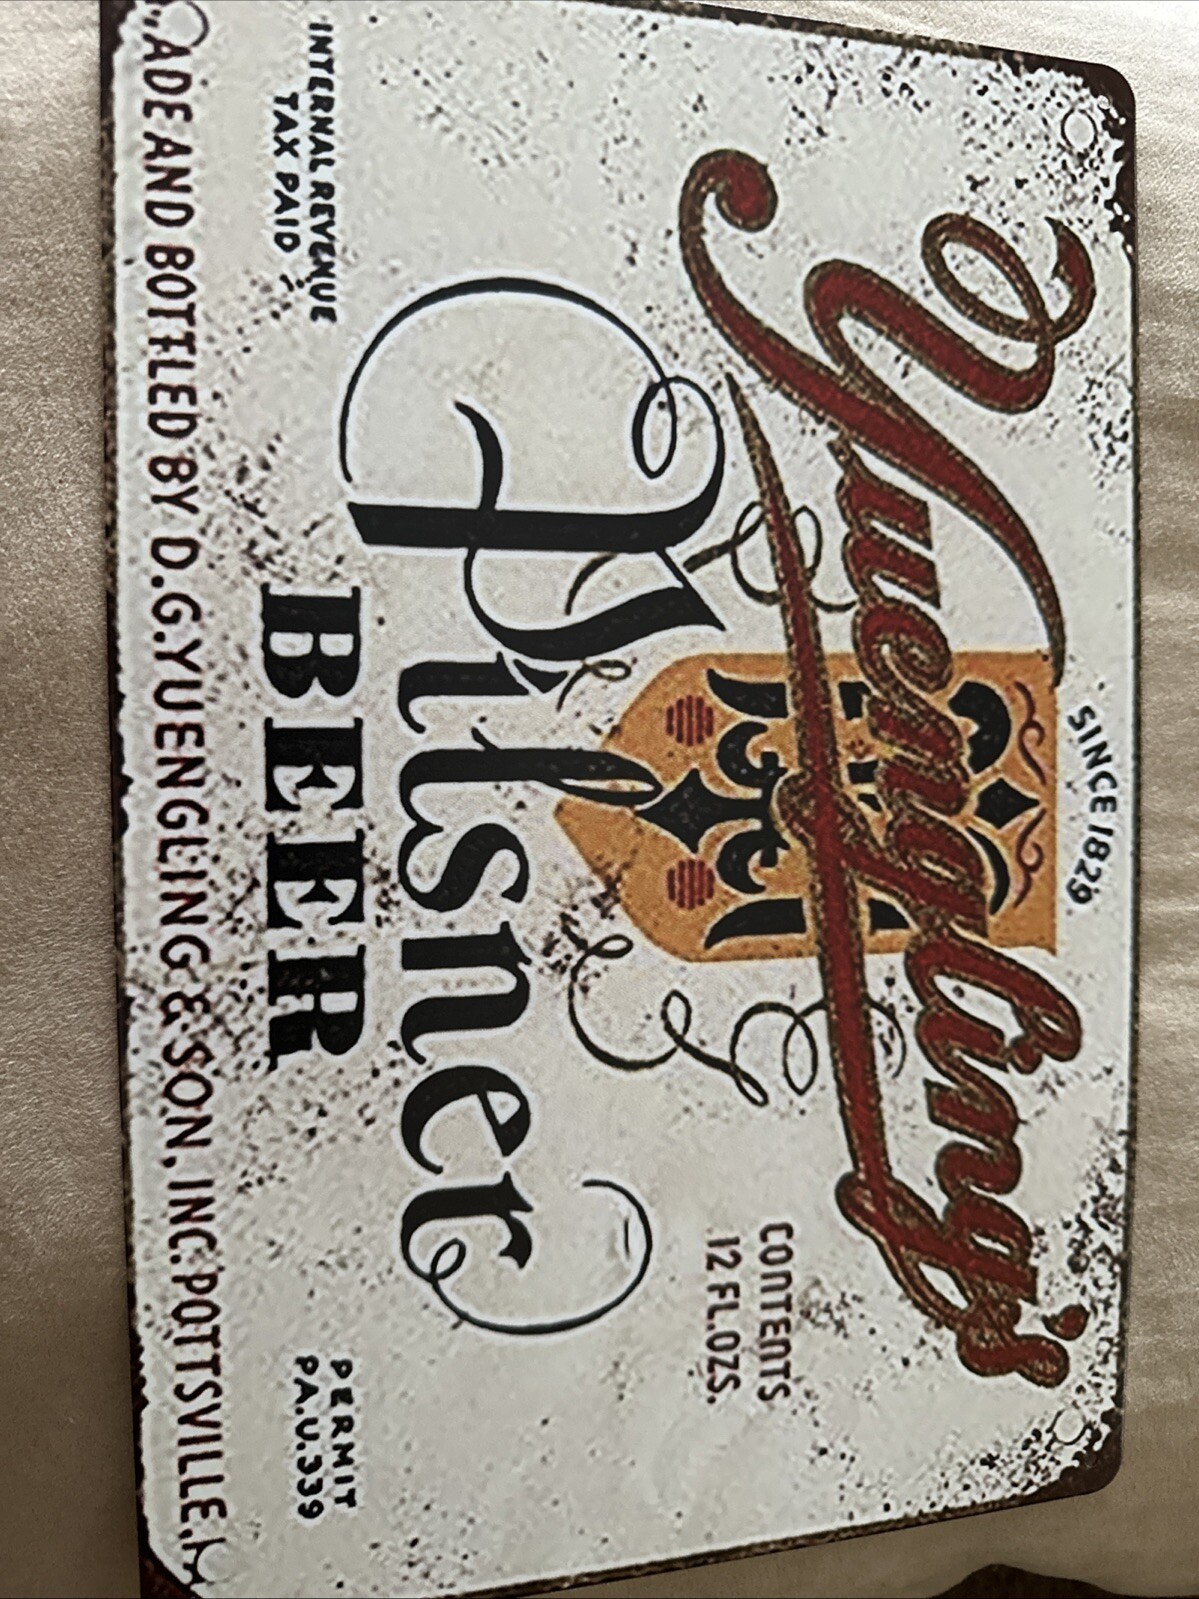 SINCE 1829
Yuengling's
CONTENTS
12 FL.OZS.
Pilsner
BEER
INTERNAL REVENUE
TAX PAID
PERMIT
PA.U.339
ADE AND BOTTLED BY D.G.YUENGLING & SON, INC. POTTSVILLE,